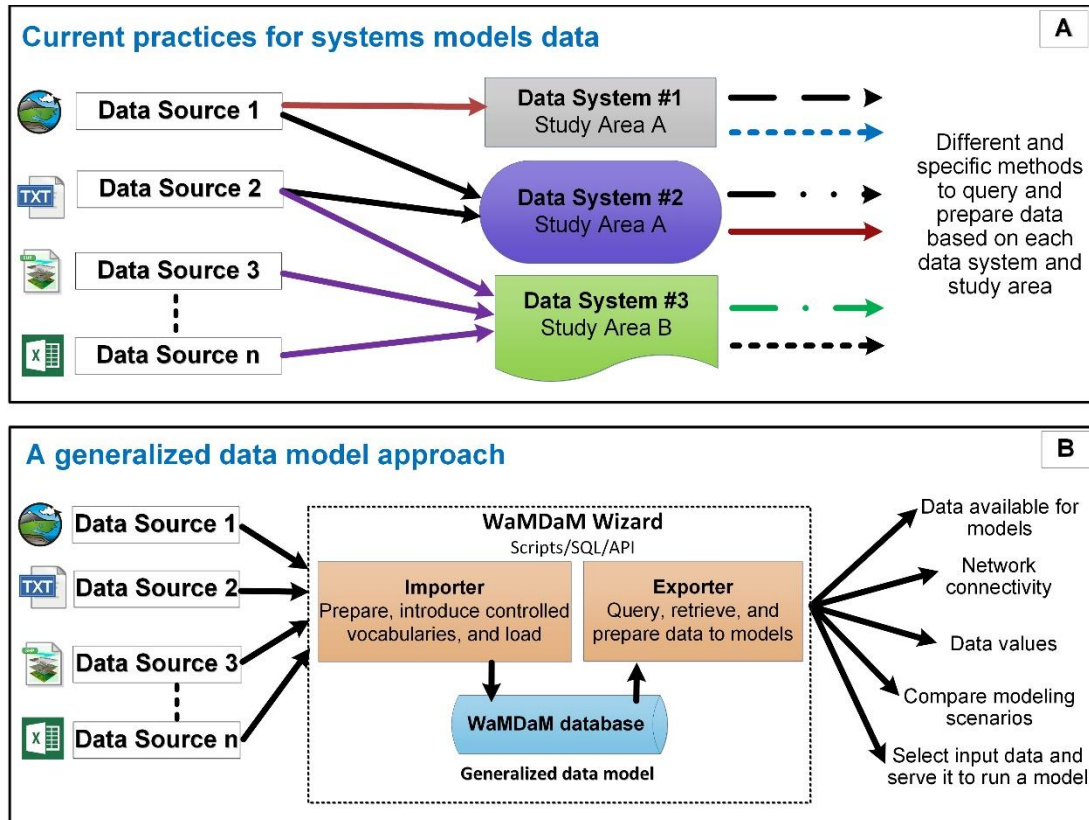 Current practices for systems models data
A
Data Source 1
TXT
Data Source 2
Data Source 3
X
Data Source n
Data System #1
Study Area A
Data System #2
Study Area A
Data System #3
Study Area B
Different and
specific methods
to query and
prepare data
based on each
data system and
study area
A generalized data model approach
B
Data Source 1
TXT
Data Source 2
Data Source 3
X
Data Source n
WaMDaM Wizard
Scripts/SQL/API
Importer
Prepare, introduce controlled
vocabularies, and load
Exporter
Query, retrieve, and
prepare data to models
WaMDaM database
Generalized data model
Data available for
models
Network
connectivity
Data values
Compare modeling
scenarios
Select input data and
serve it to run a model